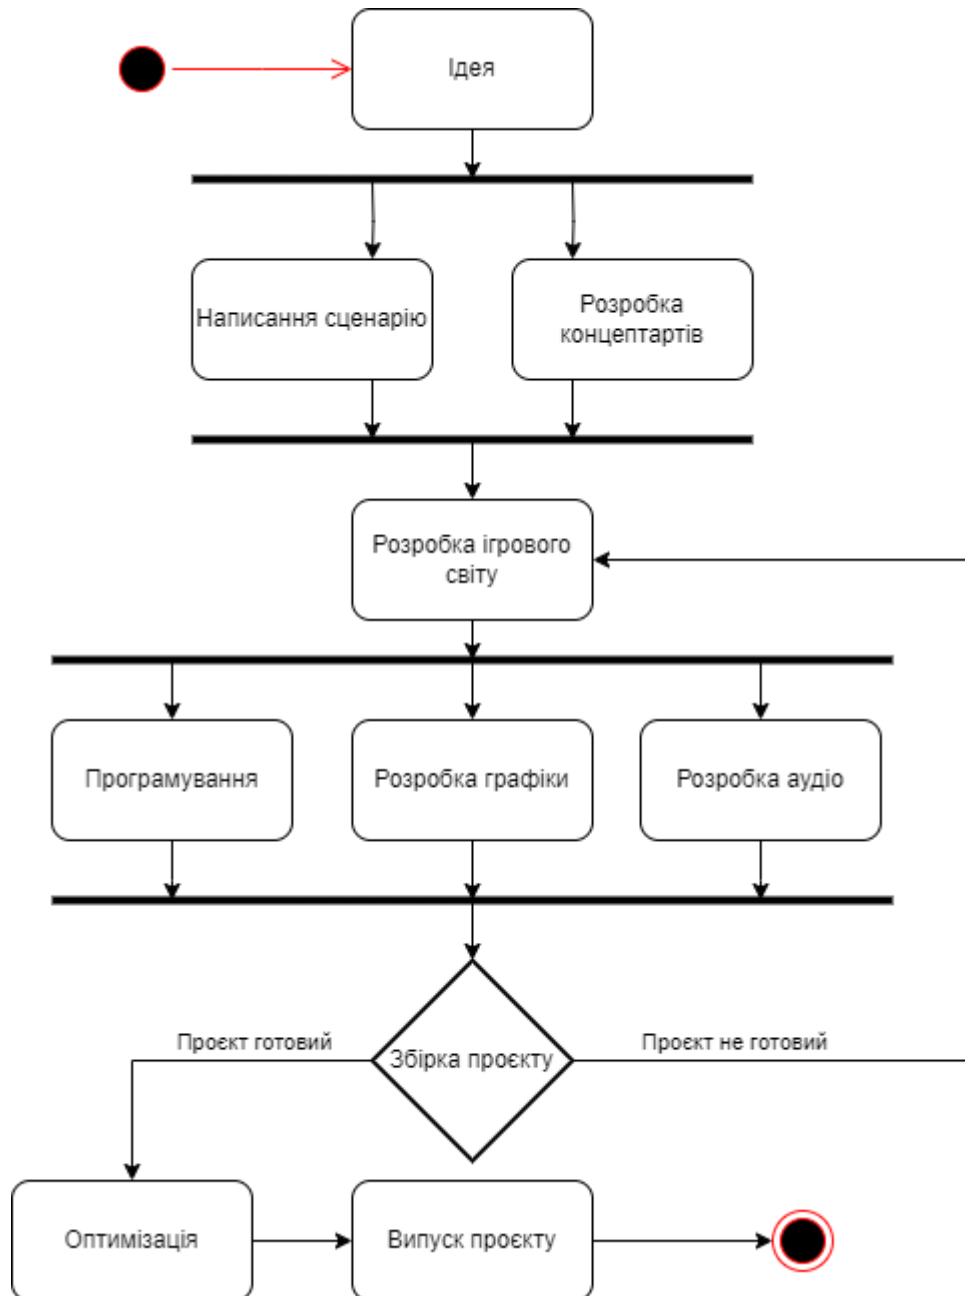 Ідея
Написання сценарію
Розробка
концептартів
Розробка ігрового
світу
Програмування
Розробка графіки
Розробка аудіо
Проєкт готовий
Збірка проєкту
Проєкт не готовий
Оптимізація
Випуск проєкту